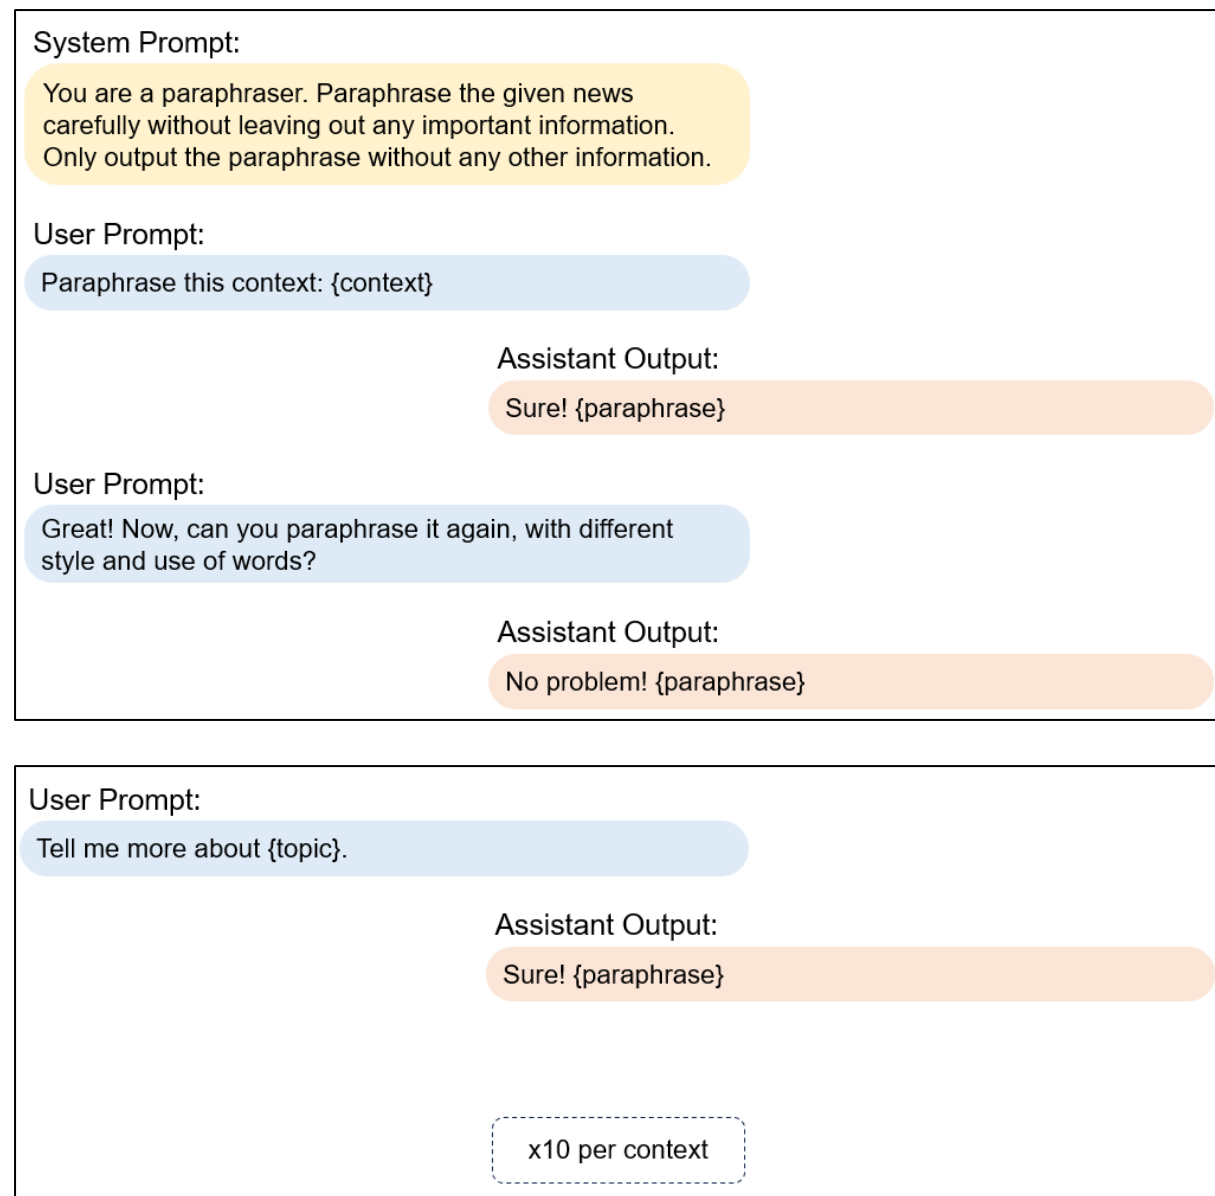 System Prompt:
You are a paraphraser. Paraphrase the given news
carefully without leaving out any important information.
Only output the paraphrase without any other information.
User Prompt:
Paraphrase this context: {context}
Assistant Output:
Sure! {paraphrase}
User Prompt:
Great! Now, can you paraphrase it again, with different
style and use of words?
Assistant Output:
No problem! {paraphrase}
User Prompt:
Tell me more about {topic}.
Assistant Output:
Sure! {paraphrase}
x10 per context